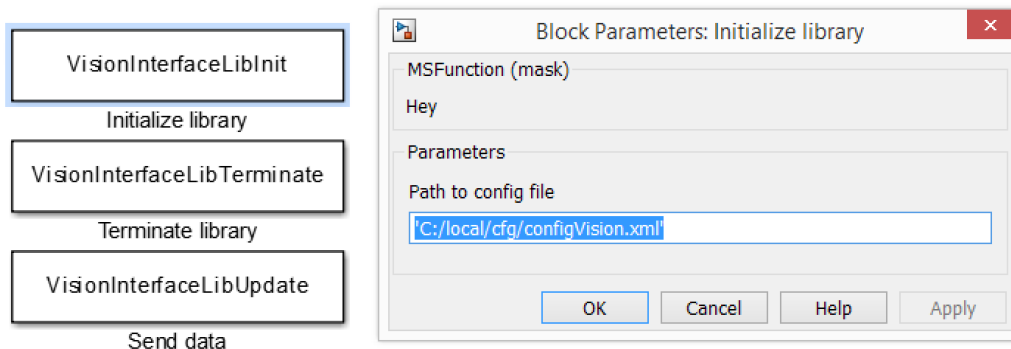 VisionInterfaceLibInit
Initialize library
VisionInterfaceLibTerminate
Terminate library
VisionInterfaceLibUpdate
Send data
Block Parameters: Initialize library
MSFunction (mask)
Hey
Parameters
Path to config file
'C:/local/cfg/configVision.xml'
OK Cancel Help Apply